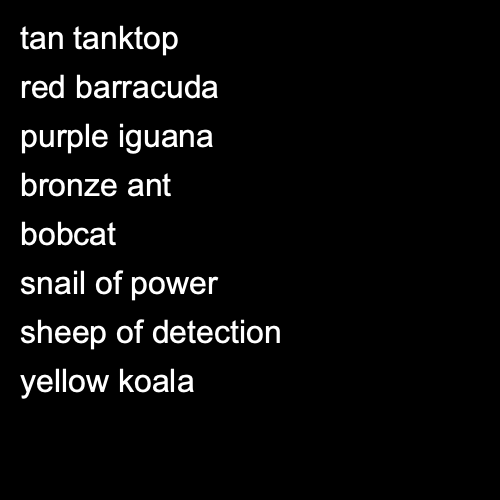 tan tanktop
red barracuda
purple iguana
bronze ant
bobcat
snail of power
sheep of detection
yellow koala